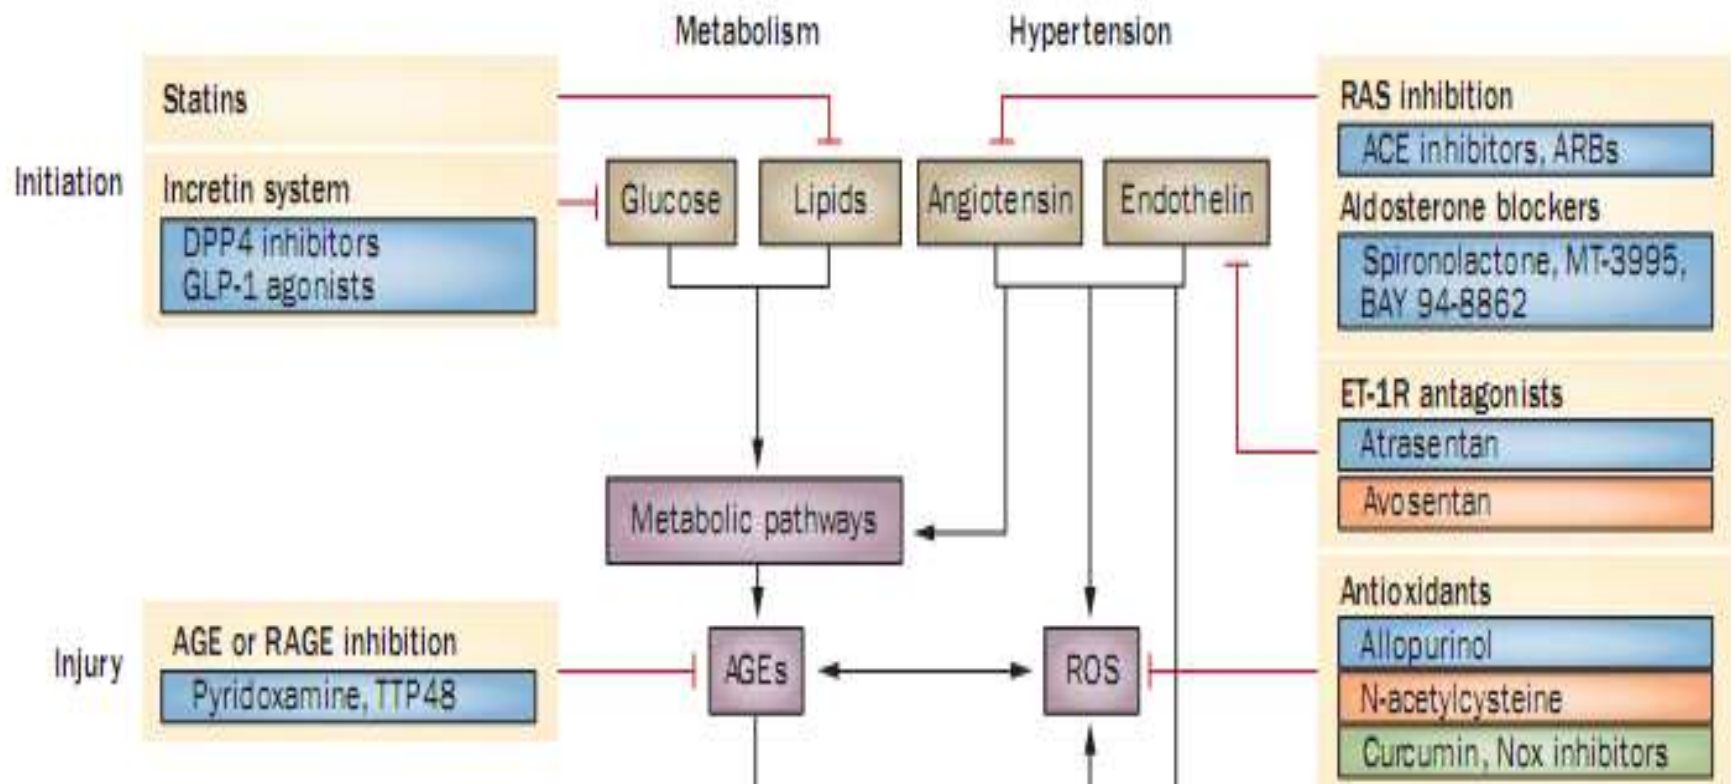 Metabolism
Hypertension
Statins
RAS inhibition
ACE inhibitors, ARBs
Initiation
Incretin system
DPP4 inhibitors
GLP-1 agonists
Glucose
Lipids
Angiotensin
Endothelin
Aldosterone blockers
Spironolactone, MT-3995,
BAY 94-8862
ET-1R antagonists
Atrasentan
Avosentan
Metabolic pathways
Injury
AGE or RAGE inhibition
Pyridoxamine, TTP48
AGEs
ROS
Antioxidants
Allopurinol
N-acetylcysteine
Curcumin, Nox inhibitors